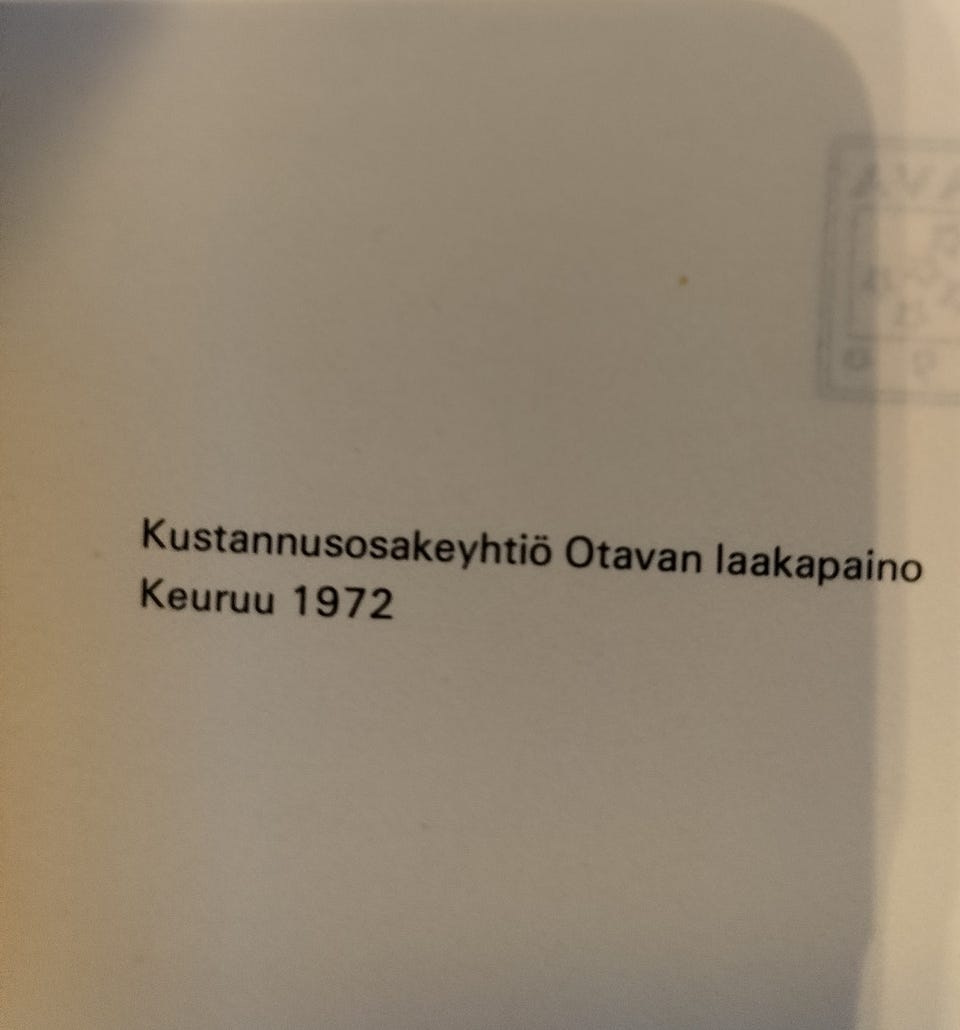 Kustannusosakeyhtiö Otavan laakapaino
Keuruu 1972